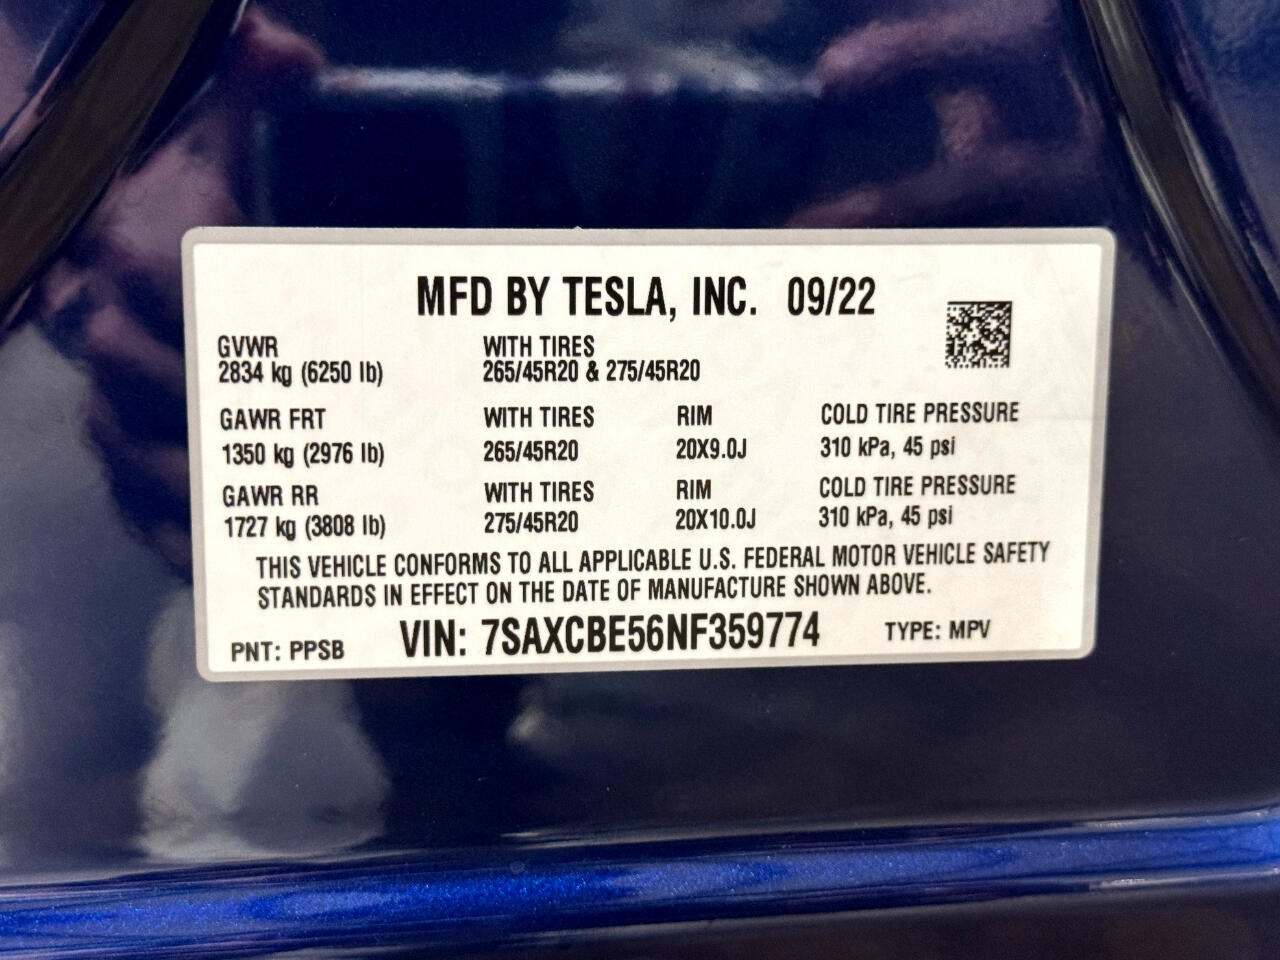 MFD BY TESLA, INC. 09/22
GVWR WITH TIRES
2834 kg (6250 lb) 265/45R20 & 275/45R20
GAWR FRT WITH TIRES RIM COLD TIRE PRESSURE
1350 kg (2976 lb) 265/45R20 20X9.0J 310 kPa, 45 psi
GAWR RR WITH TIRES RIM COLD TIRE PRESSURE
1727 kg (3808 lb) 275/45R20 20X10.0J 310 kPa, 45 psi
THIS VEHICLE CONFORMS TO ALL APPLICABLE U.S. FEDERAL MOTOR VEHICLE SAFETY
STANDARDS IN EFFECT ON THE DATE OF MANUFACTURE SHOWN ABOVE.
PNT: PPSB VIN: 7SAXCBE56NF359774 TYPE: MPV